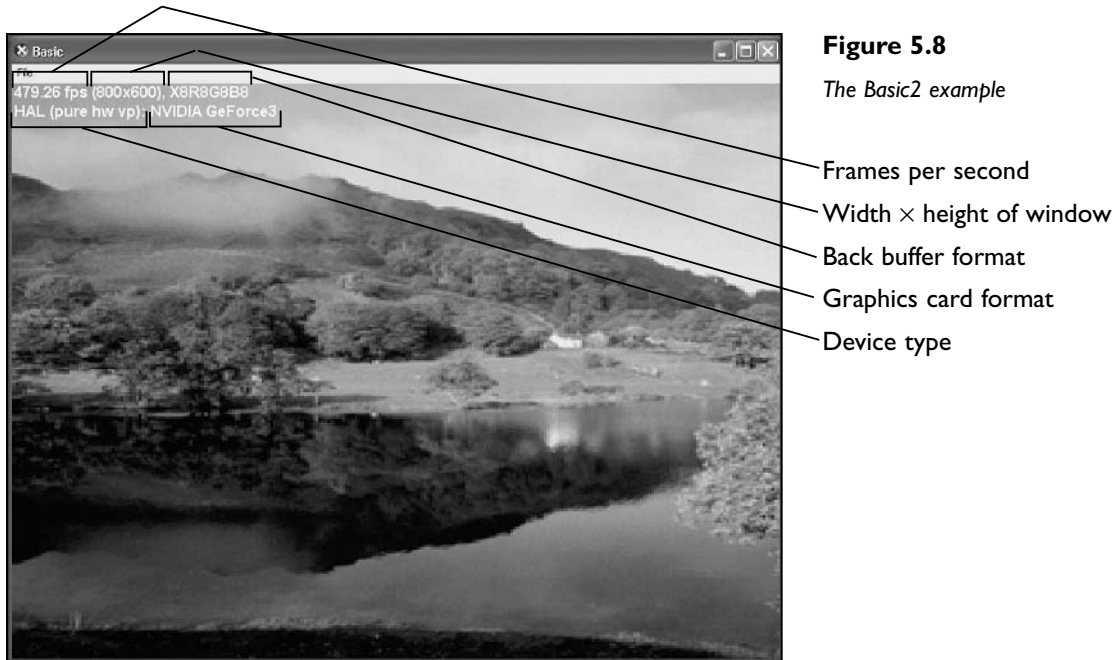 Basic
File
479.26 fps (800x600), X8R8G8B8
HAL (pure hw vp): NVIDIA GeForce3
Figure 5.8
The Basic2 example
Frames per second
Width × height of window
Back buffer format
Graphics card format
Device type